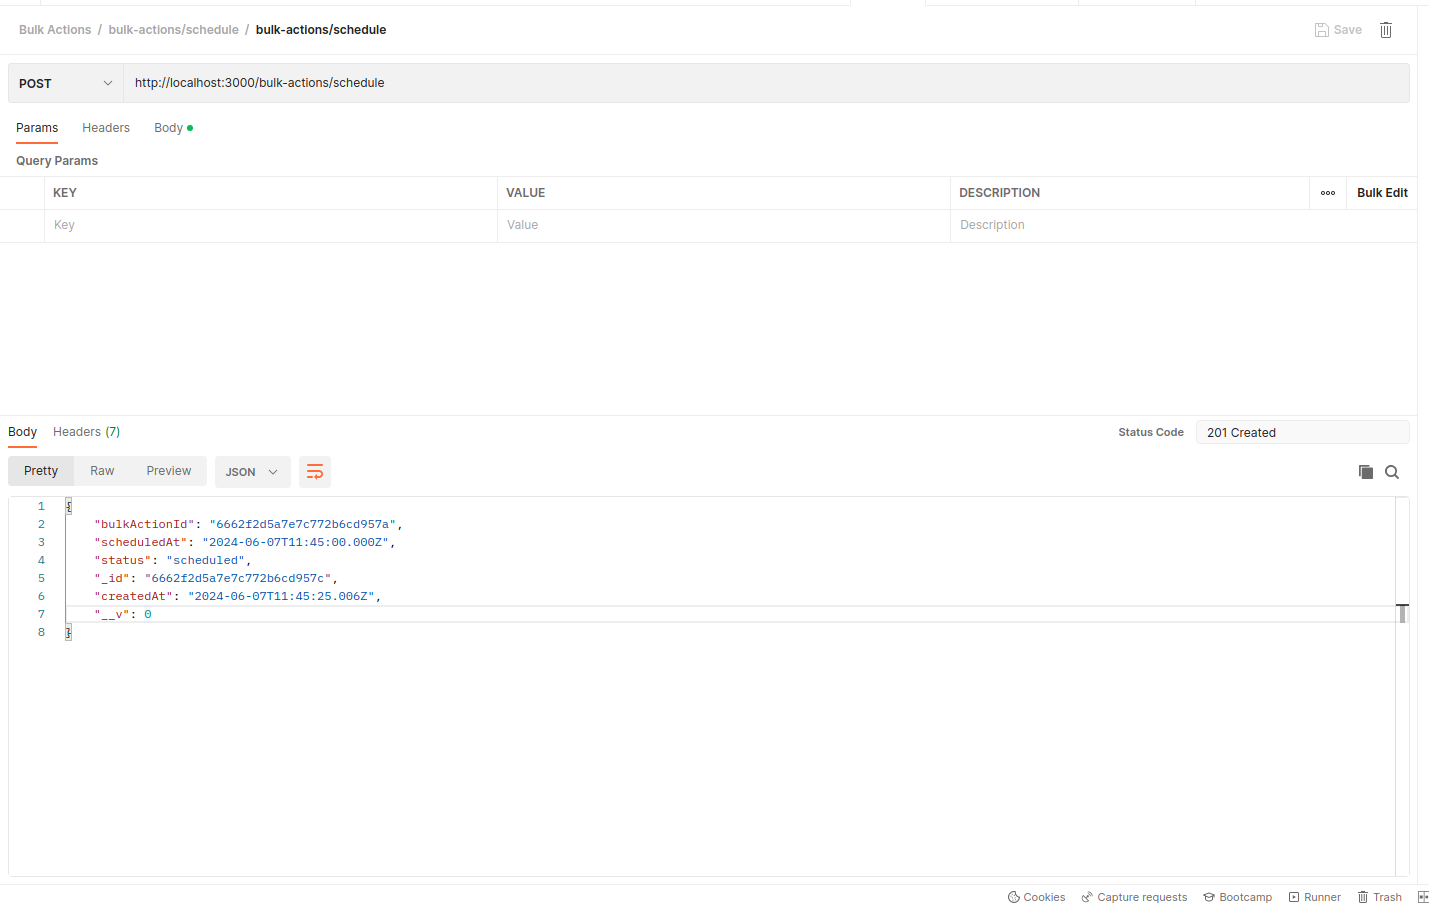 Bulk Actions / bulk-actions/schedule / bulk-actions/schedule
Save
POST http://localhost:3000/bulk-actions/schedule
Params Headers Body
Query Params
KEY VALUE DESCRIPTION ooo Bulk Edit
Key Value Description
Body Headers (7) Status Code 201 Created
Pretty Raw Preview JSON
1 {
2 "bulkActionId": "6662f2d5a7e7c772b6cd957a",
3 "scheduledAt": "2024-06-07T11:45:00.000Z",
4 "status": "scheduled",
5 "_id": "6662f2d5a7e7c772b6cd957c",
6 "createdAt": "2024-06-07T11:45:25.006Z",
7 "__v": 0
8 }
Cookies Capture requests Bootcamp Runner Trash